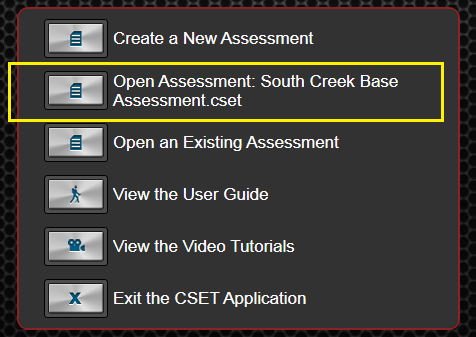 Create a New Assessment
Open Assessment: South Creek Base
Assessment.cset
Open an Existing Assessment
View the User Guide
View the Video Tutorials
Exit the CSET Application